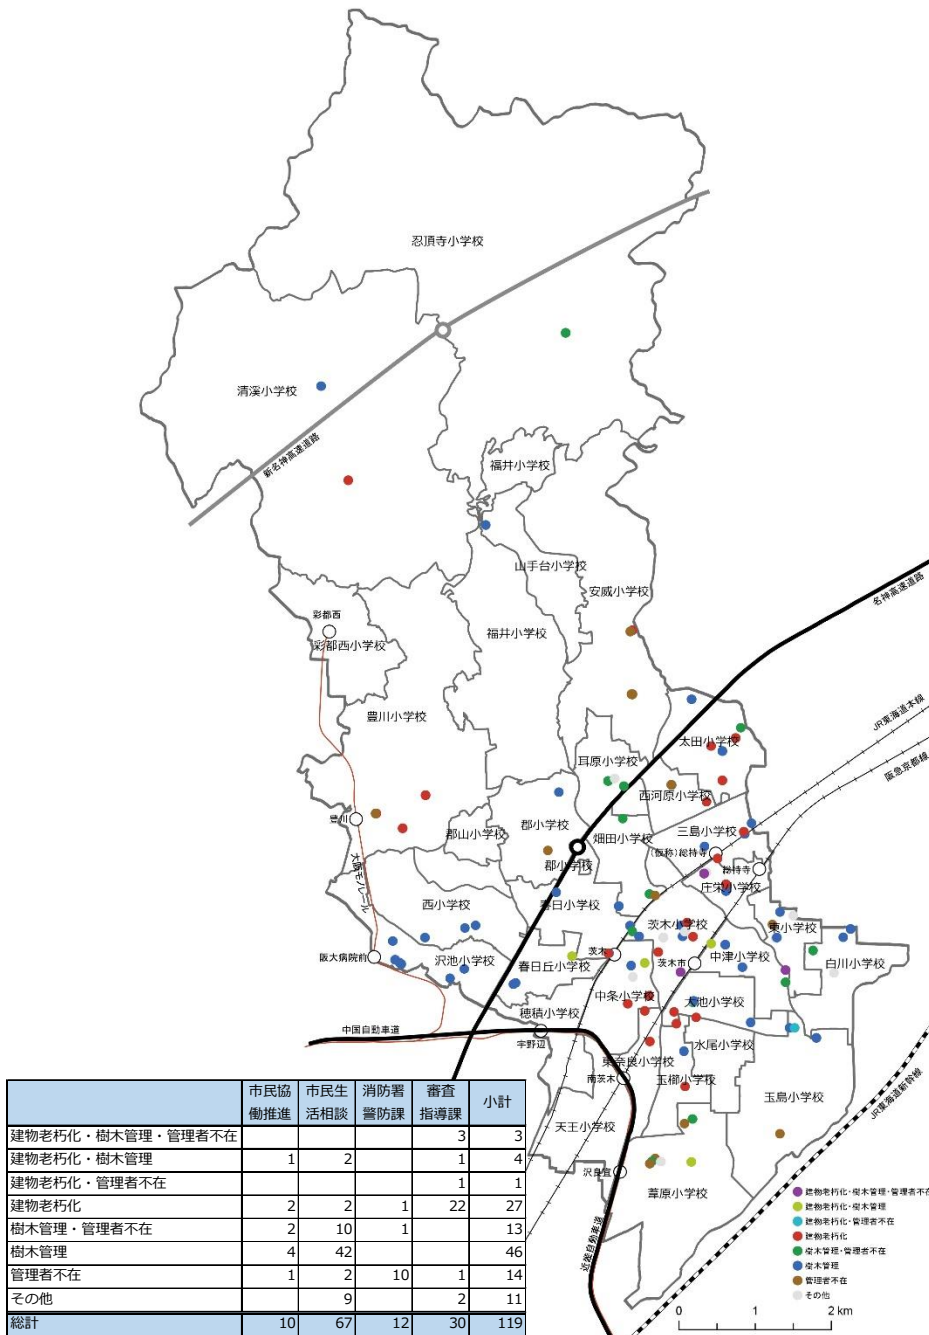 忍頂寺小学校
清溪小学校
新名神高速道路
福井小学校
山手台小学校
安威小学校
名神高速道路
彩都西
彩都西小学校
福井小学校
JR東海道本線
豊川小学校
太田小学校
阪急京都線
耳原小学校
西河原小学校
豊川
郡小学校
畑田小学校
三島小学校
郡山小学校
(仮称)総持寺
郡小学校
総持寺
大阪モノレール
庄栄小学校
西小学校
春日小学校
茨木小学校
東小学校
阪大病院前
沢池小学校
春日丘小学校
茨木
茨木市
中津小学校
白川小学校
中条小学校
大池小学校
穂積小学校
中国自動車道
宇野辺
水尾小学校
東奈良小学校
南茨木
玉櫛小学校
玉島小学校
JR東海道新幹線
天王小学校
沢良宜
葦原小学校
近畿自動車道
市民協働推進 市民生活相談 消防署警防課 審査指導課 小計
建物老朽化・樹木管理・管理者不在 3 3
建物老朽化・樹木管理 1 2 1 4
建物老朽化・管理者不在 1 1
建物老朽化 2 2 1 22 27
樹木管理・管理者不在 2 10 1 13
樹木管理 4 42 46
管理者不在 1 2 10 1 14
その他 9 2 11
総計 10 67 12 30 119
建物老朽化・樹木管理・管理者不在
建物老朽化・樹木管理
建物老朽化・管理者不在
建物老朽化
樹木管理・管理者不在
樹木管理
管理者不在
その他
0 1 2 km